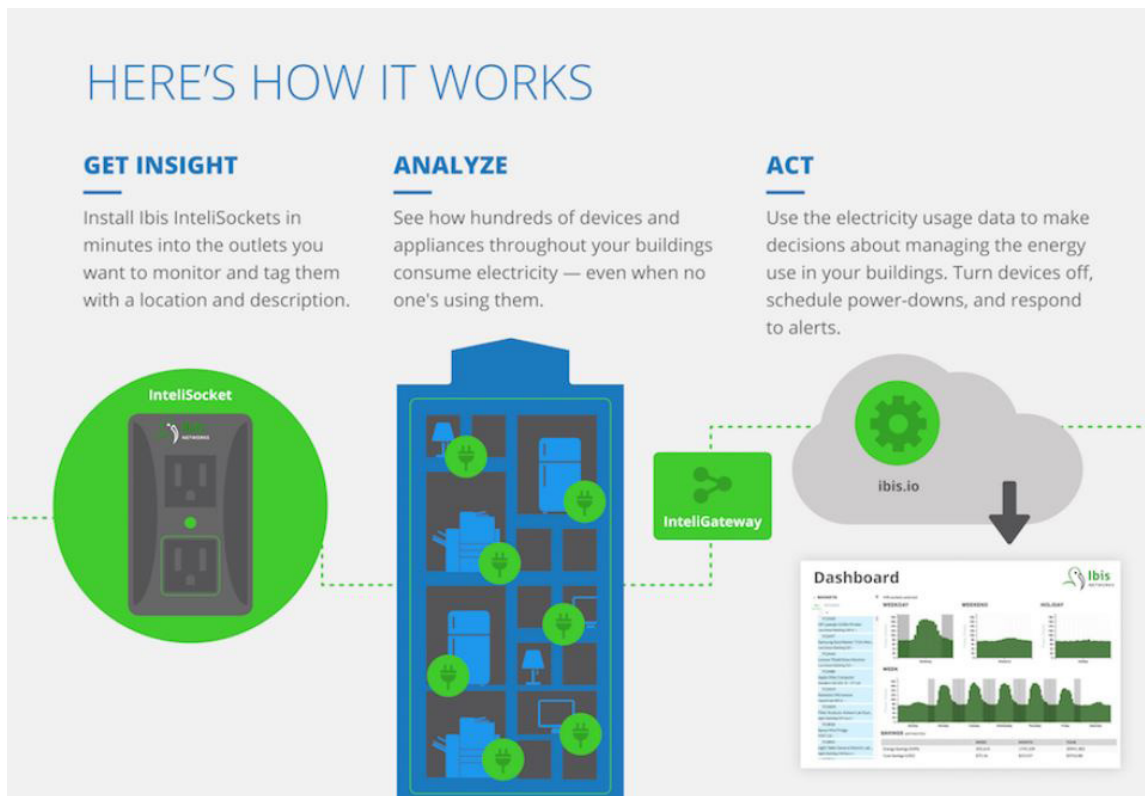 HERE'S HOW IT WORKS
GET INSIGHT
Install Ibis InteliSockets in
minutes into the outlets you
want to monitor and tag them
with a location and description.
ANALYZE
See how hundreds of devices and
appliances throughout your buildings
consume electricity — even when no
one's using them.
ACT
Use the electricity usage data to make
decisions about managing the energy
use in your buildings. Turn devices off,
schedule power-downs, and respond
to alerts.
InteliSocket
ibis
NETWORKS
InteliGateway
ibis.io
Dashboard
Ibis
NETWORKS
WEEKDAY
WEEKEND
HOLIDAY
WEEK
SAVINGS